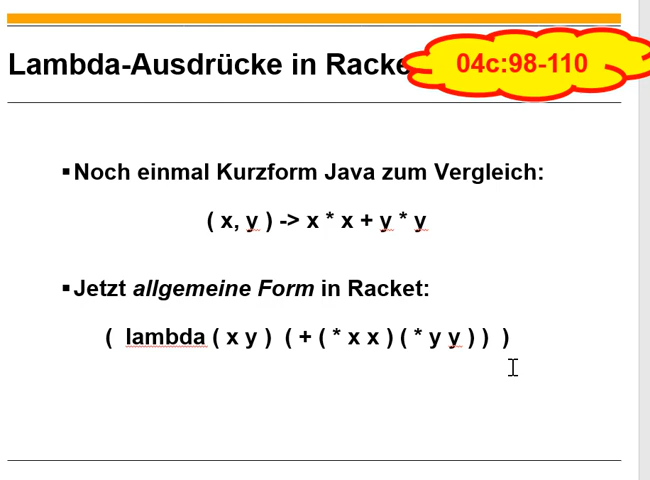 Lambda-Ausdrücke in Racke
04c:98-110
▪Noch einmal Kurzform Java zum Vergleich:
( x, y ) -> x * x + y * y
▪Jetzt allgemeine Form in Racket:
( lambda ( x y ) ( + ( * x x ) ( * y y ) ) )